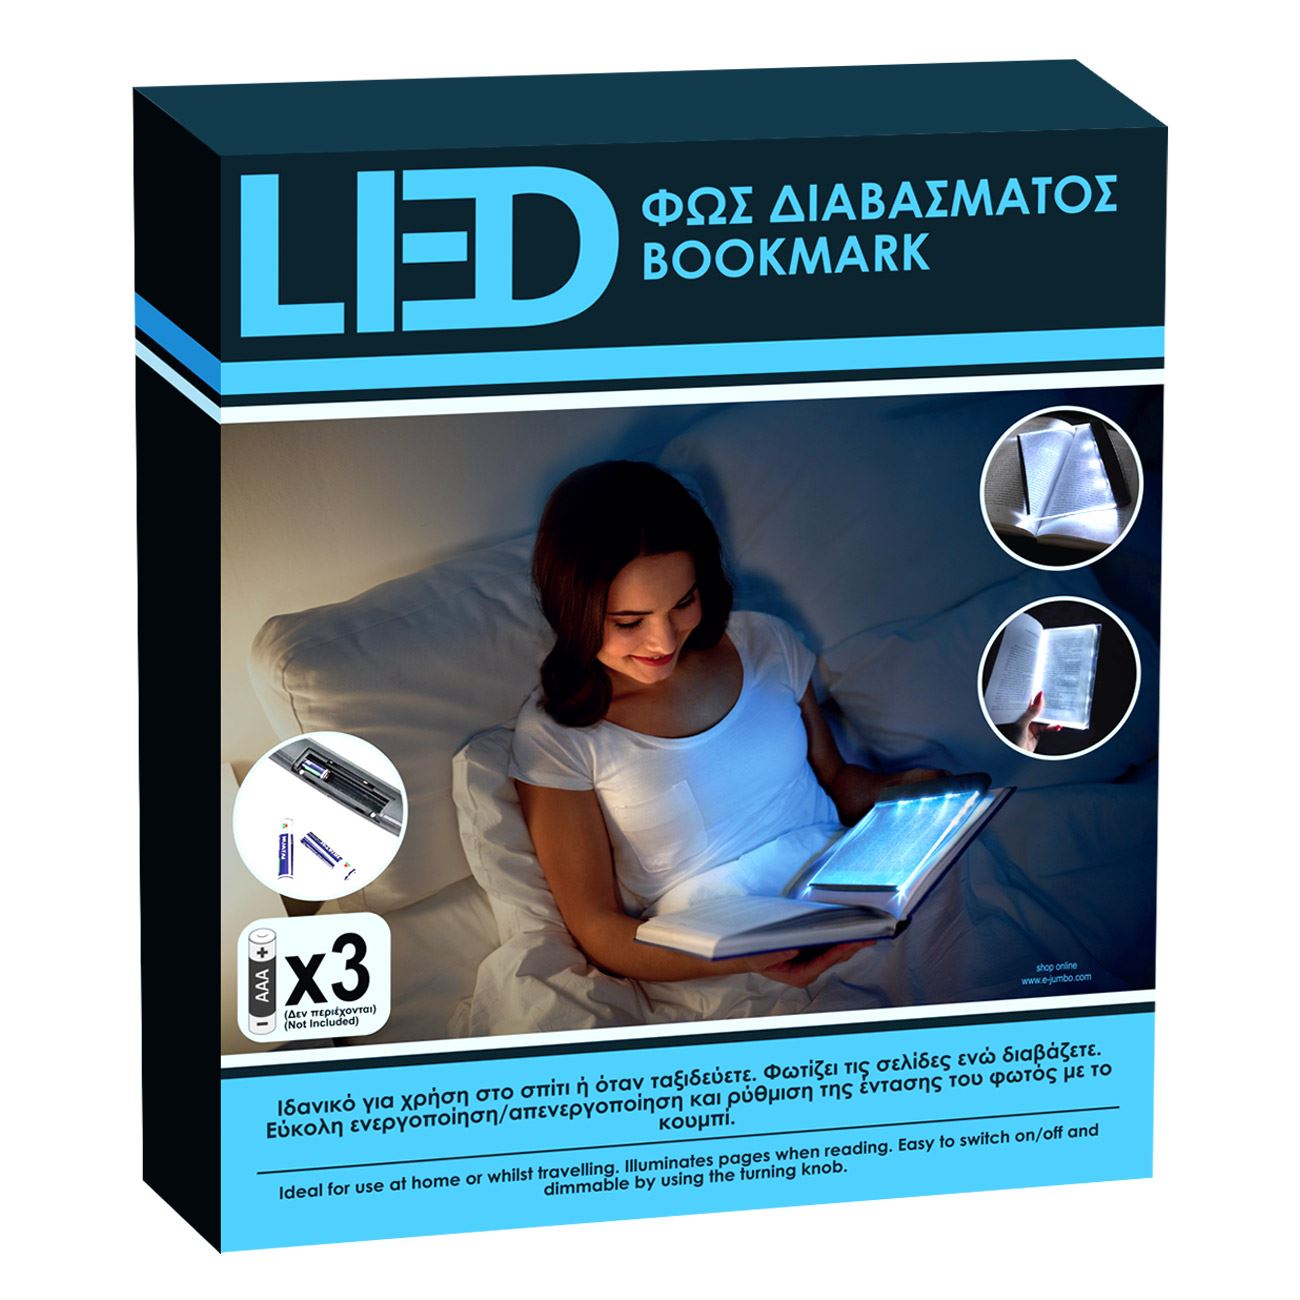 LED
ΦΩΣ ΔΙΑΒΑΣΜΑΤΟΣ
BOOKMARK
AAA
x3
(Δεν περιέχονται)
(Not Included)
shop online
www.e-jumbo.com
Ιδανικό για χρήση στο σπίτι ή όταν ταξιδεύετε. Φωτίζει τις σελίδες ενώ διαβάζετε.
Εύκολη ενεργοποίηση/απενεργοποίηση και ρύθμιση της έντασης του φωτός με το
κουμπί.
Ideal for use at home or whilst travelling. Illuminates pages when reading. Easy to switch on/off and
dimmable by using the turning knob.